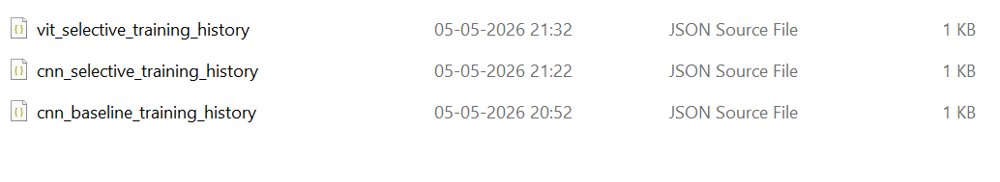 vit_selective_training_history 05-05-2026 21:32 JSON Source File 1 KB
cnn_selective_training_history 05-05-2026 21:22 JSON Source File 1 KB
cnn_baseline_training_history 05-05-2026 20:52 JSON Source File 1 KB